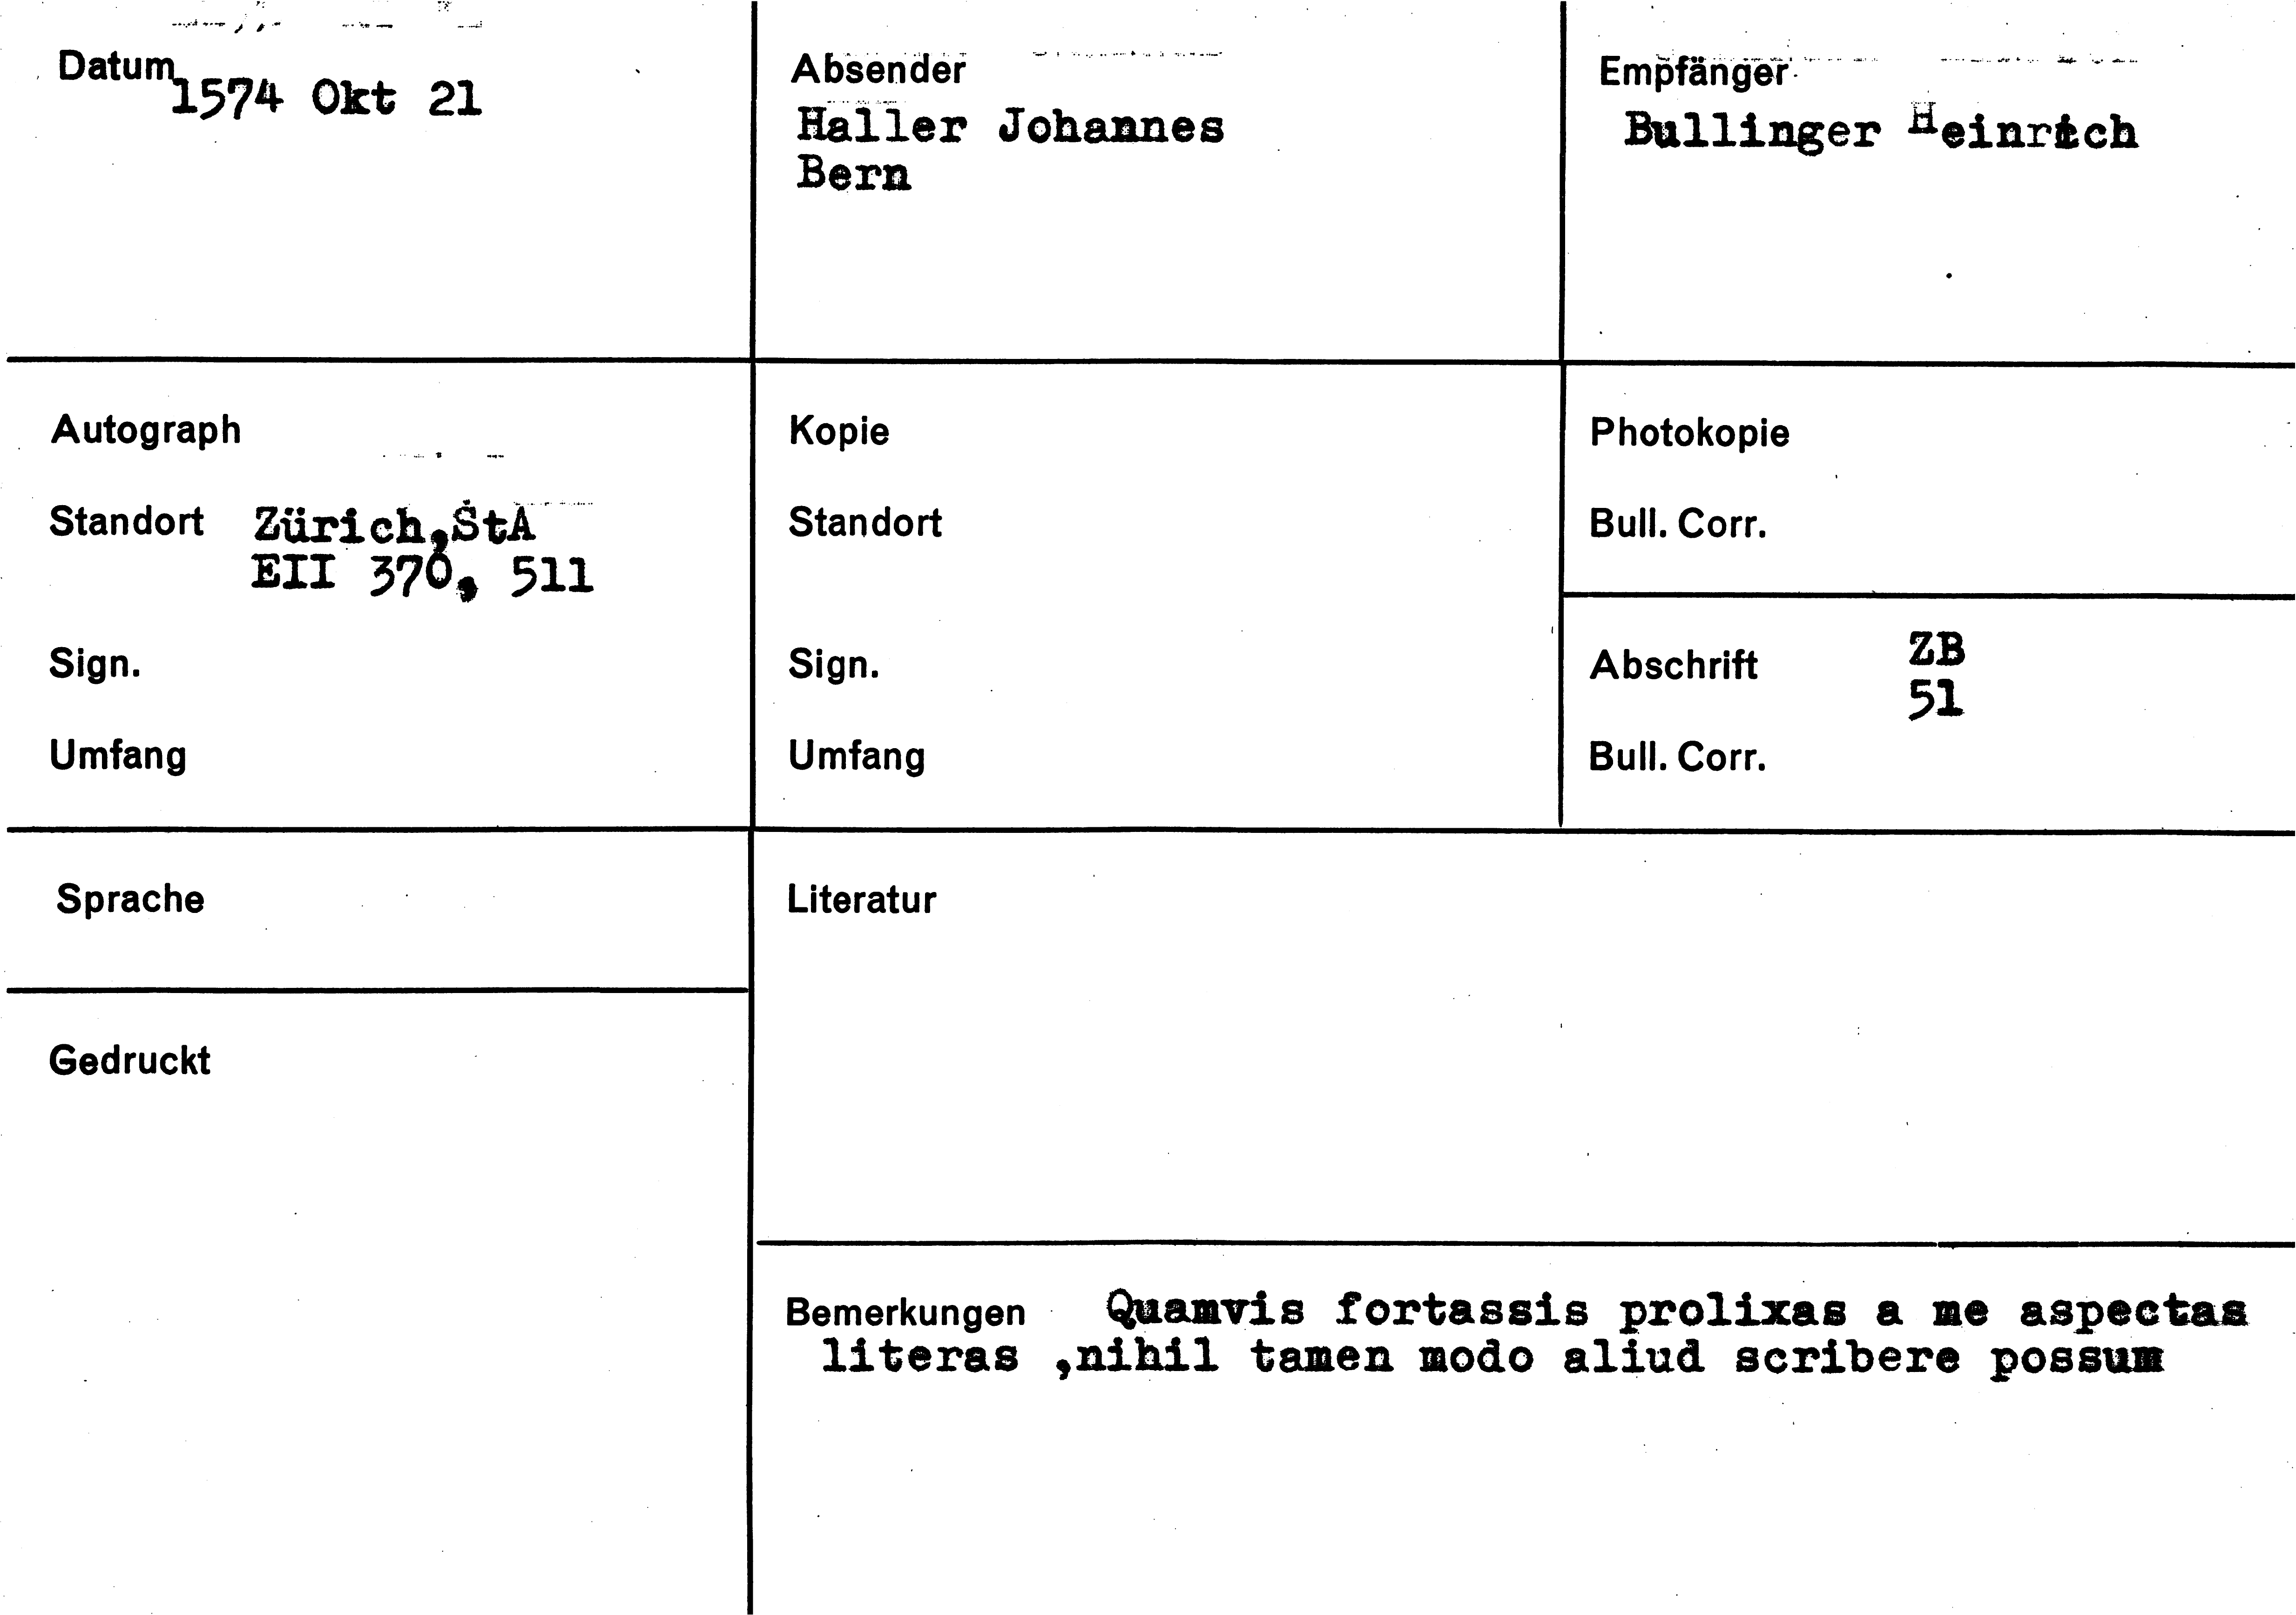 Datum
1574 Okt 21
Absender
Haller Johannes
Bern
Empfänger
Bullinger Heinrich
Autograph
Standort Zürich,StA
EII 370, 511
Sign.
Umfang
Kopie
Standort
Sign.
Umfang
Photokopie
Bull. Corr.
Abschrift ZB
51
Bull. Corr.
Sprache
Literatur
Gedruckt
Bemerkungen Quamvis fortassis prolixas a me aspectas
literas ,nihil tamen modo aliud scribere possum